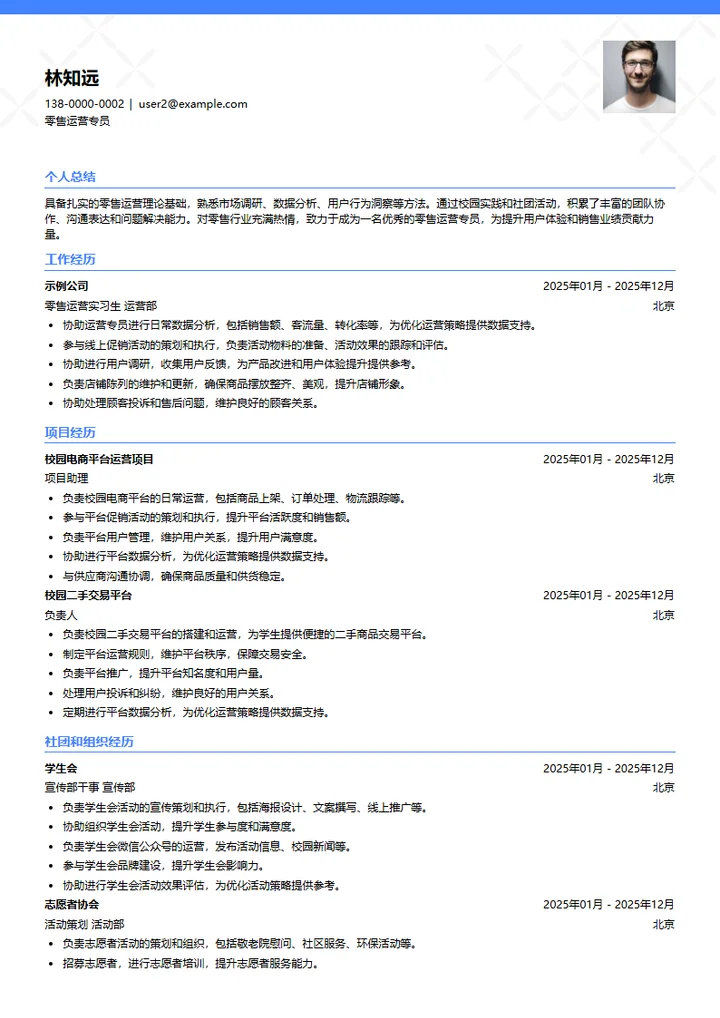 林知远
138-0000-0002 | user2@example.com
零售运营专员
个人总结
具备扎实的零售运营理论基础，熟悉市场调研、数据分析、用户行为洞察等方法。通过校园实践和社团活动，积累了丰富的团队协
作、沟通表达和问题解决能力。对零售行业充满热情，致力于成为一名优秀的零售运营专员，为提升用户体验和销售业绩贡献力
量。
工作经历
示例公司 2025年01月 - 2025年12月
零售运营实习生 运营部 北京
• 协助运营专员进行日常数据分析，包括销售额、客流量、转化率等，为优化运营策略提供数据支持。
• 参与线上促销活动的策划和执行，负责活动物料的准备、活动效果的跟踪和评估。
• 协助进行用户调研，收集用户反馈，为产品改进和用户体验提升提供参考。
• 负责店铺陈列的维护和更新，确保商品摆放整齐、美观，提升店铺形象。
• 协助处理顾客投诉和售后问题，维护良好的顾客关系。
项目经历
校园电商平台运营项目 2025年01月 - 2025年12月
项目助理 北京
• 负责校园电商平台的日常运营，包括商品上架、订单处理、物流跟踪等。
• 参与平台促销活动的策划和执行，提升平台活跃度和销售额。
• 负责平台用户管理，维护用户关系，提升用户满意度。
• 协助进行平台数据分析，为优化运营策略提供数据支持。
• 与供应商沟通协调，确保商品质量和供货稳定。
校园二手交易平台 2025年01月 - 2025年12月
负责人 北京
• 负责校园二手交易平台的搭建和运营，为学生提供便捷的二手商品交易平台。
• 制定平台运营规则，维护平台秩序，保障交易安全。
• 负责平台推广，提升平台知名度和用户量。
• 处理用户投诉和纠纷，维护良好的用户关系。
• 定期进行平台数据分析，为优化运营策略提供数据支持。
社团和组织经历
学生会 2025年01月 - 2025年12月
宣传部干事 宣传部 北京
• 负责学生会活动的宣传策划和执行，包括海报设计、文案撰写、线上推广等。
• 协助组织学生会活动，提升学生参与度和满意度。
• 负责学生会微信公众号的运营，发布活动信息、校园新闻等。
• 参与学生会品牌建设，提升学生会影响力。
• 协助进行学生会活动效果评估，为优化活动策略提供参考。
志愿者协会 2025年01月 - 2025年12月
活动策划 活动部 北京
• 负责志愿者活动的策划和组织，包括敬老院慰问、社区服务、环保活动等。
• 招募志愿者，进行志愿者培训，提升志愿者服务能力。